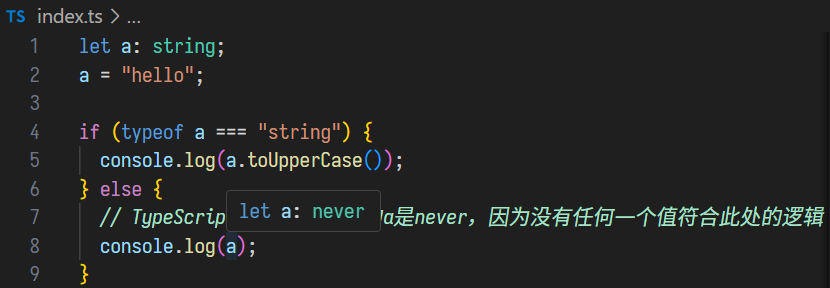 TS index.ts > ...
1 let a: string;
2 a = "hello";
3
4 if (typeof a === "string") {
5 console.log(a.toUpperCase());
6 } else {
let a: never
7 // TypeScrip a是never，因为没有任何一个值符合此处的逻辑
8 console.log(a);
9 }